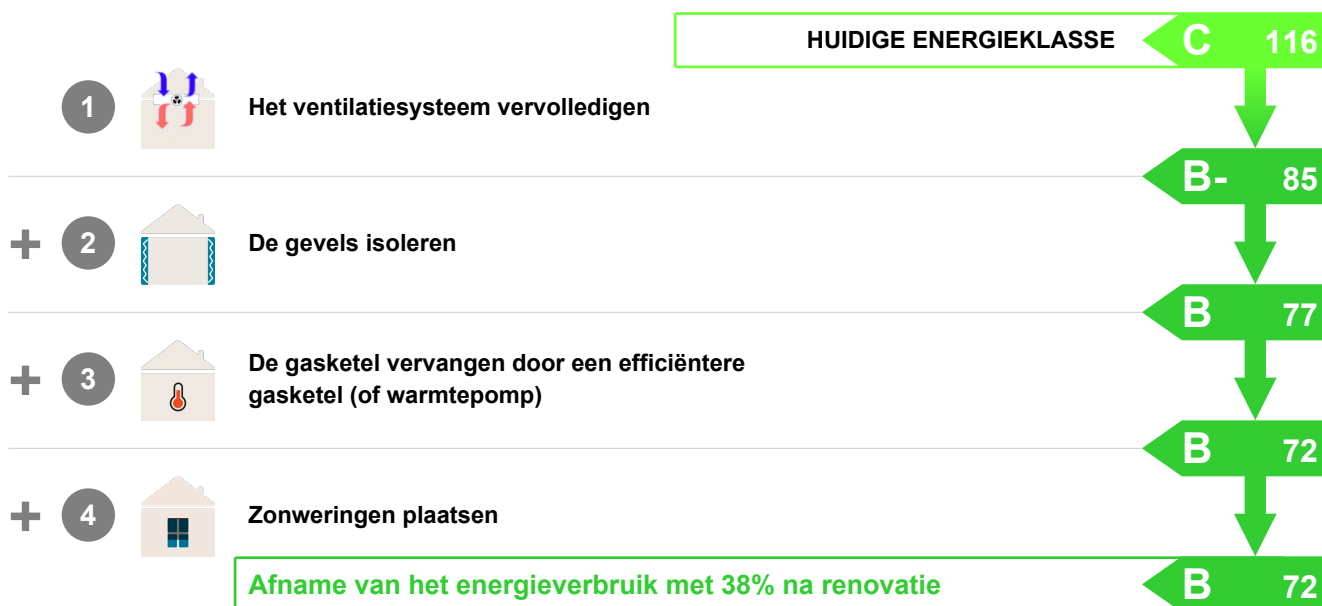 HUIDIGE ENERGIEKLASSE C 116
1 Het ventilatiesysteem vervolledigen
B- 85
+ 2 De gevels isoleren
B 77
+ 3 De gasketel vervangen door een efficiëntere
gasketel (of warmtepomp)
B 72
+ 4 Zonweringen plaatsen
Afname van het energieverbruik met 38% na renovatie B 72